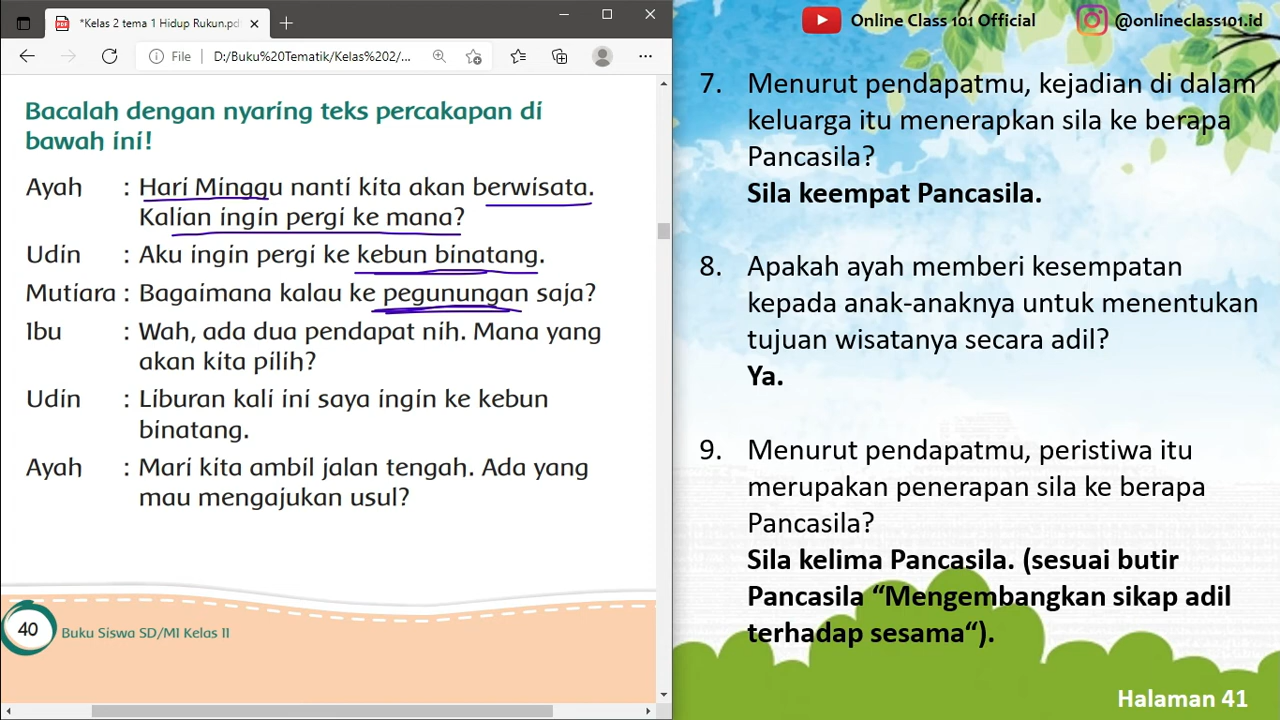 *Kelas 2 tema 1 Hidup Rukun.pd
File
D:/Buku%20Tematik/Kelas%202/...
Bacalah dengan nyaring teks percakapan di
bawah ini!
Ayah : Hari Minggu nanti kita akan berwisata.
Kalian ingin pergi ke mana?
Udin : Aku ingin pergi ke kebun binatang.
Mutiara : Bagaimana kalau ke pegunungan saja?
Ibu : Wah, ada dua pendapat nih. Mana yang
akan kita pilih?
Udin : Liburan kali ini saya ingin ke kebun
binatang.
Ayah : Mari kita ambil jalan tengah. Ada yang
mau mengajukan usul?
40
Buku Siswa SD/MI Kelas II
Online Class 101 Official
@onlineclass101.id
7. Menurut pendapatmu, kejadian di dalam
keluarga itu menerapkan sila ke berapa
Pancasila?
Sila keempat Pancasila.
8. Apakah ayah memberi kesempatan
kepada anak-anaknya untuk menentukan
tujuan wisatanya secara adil?
Ya.
9. Menurut pendapatmu, peristiwa itu
merupakan penerapan sila ke berapa
Pancasila?
Sila kelima Pancasila. (sesuai butir
Pancasila “Mengembangkan sikap adil
terhadap sesama“).
Halaman 41